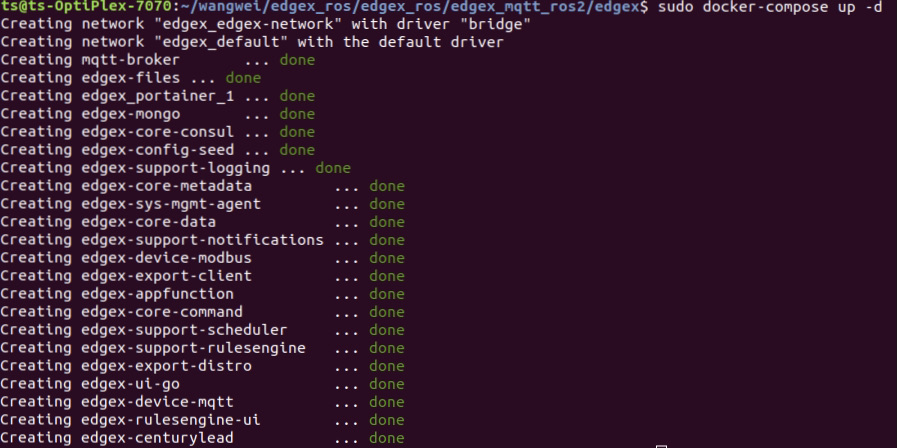 ts@ts-OptiPlex-7070:~/wangwei/edgex_ros/edgex_ros/edgex_mqtt_ros2/edgex$ sudo docker-compose up -d
Creating network "edgex_edgex-network" with driver "bridge"
Creating network "edgex_default" with the default driver
Creating mqtt-broker       ... done
Creating edgex-files ... done
Creating edgex_portainer_1 ... done
Creating edgex-mongo       ... done
Creating edgex-core-consul ... done
Creating edgex-config-seed ... done
Creating edgex-support-logging ... done
Creating edgex-core-metadata         ... done
Creating edgex-sys-mgmt-agent        ... done
Creating edgex-core-data             ... done
Creating edgex-support-notifications ... done
Creating edgex-device-modbus         ... done
Creating edgex-export-client         ... done
Creating edgex-appfunction           ... done
Creating edgex-core-command          ... done
Creating edgex-support-scheduler     ... done
Creating edgex-support-rulesengine   ... done
Creating edgex-export-distro         ... done
Creating edgex-ui-go                 ... done
Creating edgex-device-mqtt           ... done
Creating edgex-rulesengine-ui        ... done
Creating edgex-centurylead           ... done